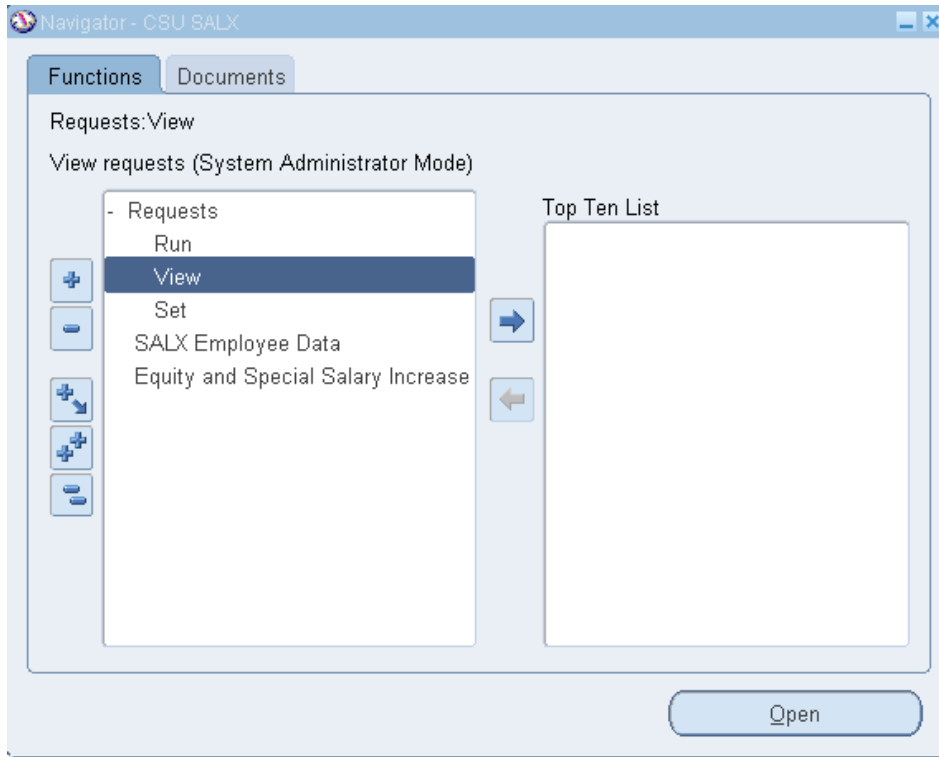 Navigator - CSU SALX
Functions Documents
Requests:View
View requests (System Administrator Mode)
- Requests
Run
View
Set
SALX Employee Data
Equity and Special Salary Increase
Top Ten List
Open